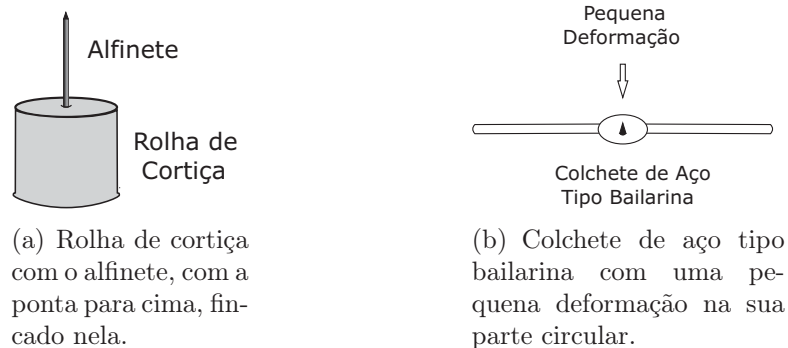 Alfinete
Rolha de
Cortiça
(a) Rolha de cortiça
com o alfinete, com a
ponta para cima, fin-
cado nela.
Pequena
Deformação
Colchete de Aço
Tipo Bailarina
(b) Colchete de aço tipo
bailarina com uma pe-
quena deformação na sua
parte circular.